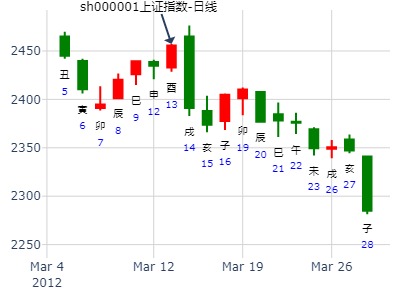 sh000001上证指数-日线
2450
2400
2350
2300
2250
丑
5
寅
6
卯
7
辰
8
巳
9
申
12
酉
13
戌
14
亥
15
子
16
卯
19
辰
20
巳
21
午
22
未
23
戌
26
亥
27
子
28
Mar 4
2012
Mar 12
Mar 19
Mar 26